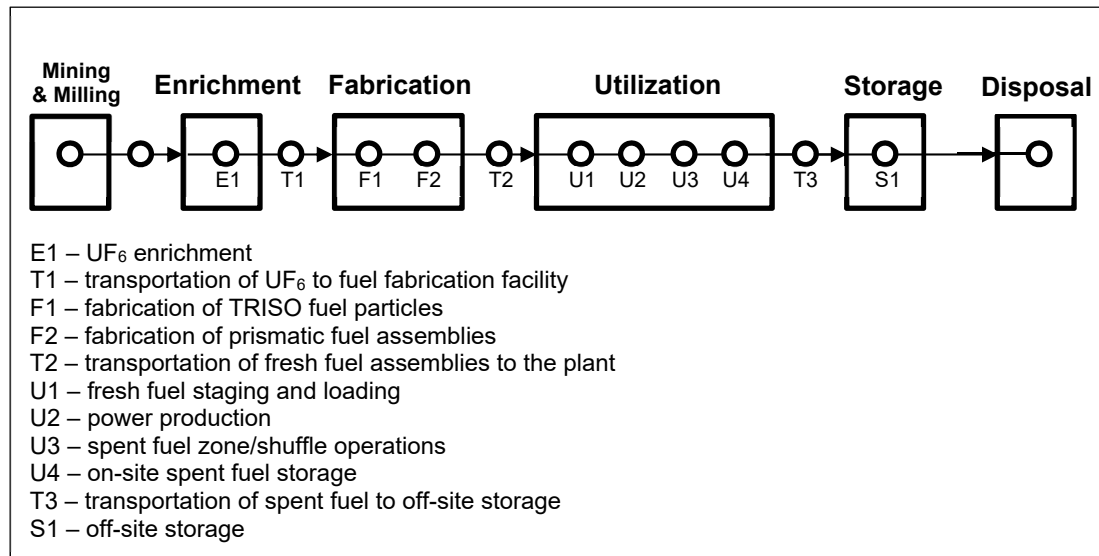 Mining
& Milling
Enrichment
Fabrication
Utilization
Storage
Disposal
E1
T1
F1
F2
T2
U1
U2
U3
U4
T3
S1
E1 – UF₆ enrichment
T1 – transportation of UF₆ to fuel fabrication facility
F1 – fabrication of TRISO fuel particles
F2 – fabrication of prismatic fuel assemblies
T2 – transportation of fresh fuel assemblies to the plant
U1 – fresh fuel staging and loading
U2 – power production
U3 – spent fuel zone/shuffle operations
U4 – on-site spent fuel storage
T3 – transportation of spent fuel to off-site storage
S1 – off-site storage